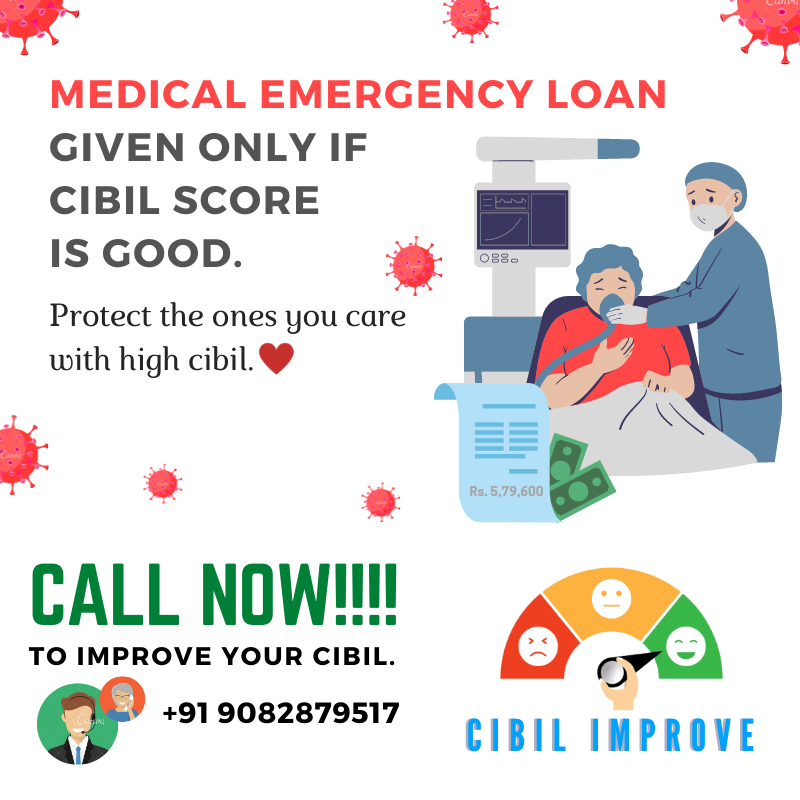 MEDICAL EMERGENCY LOAN
GIVEN ONLY IF
CIBIL SCORE
IS GOOD.
Protect the ones you care
with high cibil.
Rs. 5,79,600
CALL NOW!!!!
TO IMPROVE YOUR CIBIL.
+91 9082879517
CIBIL IMPROVE